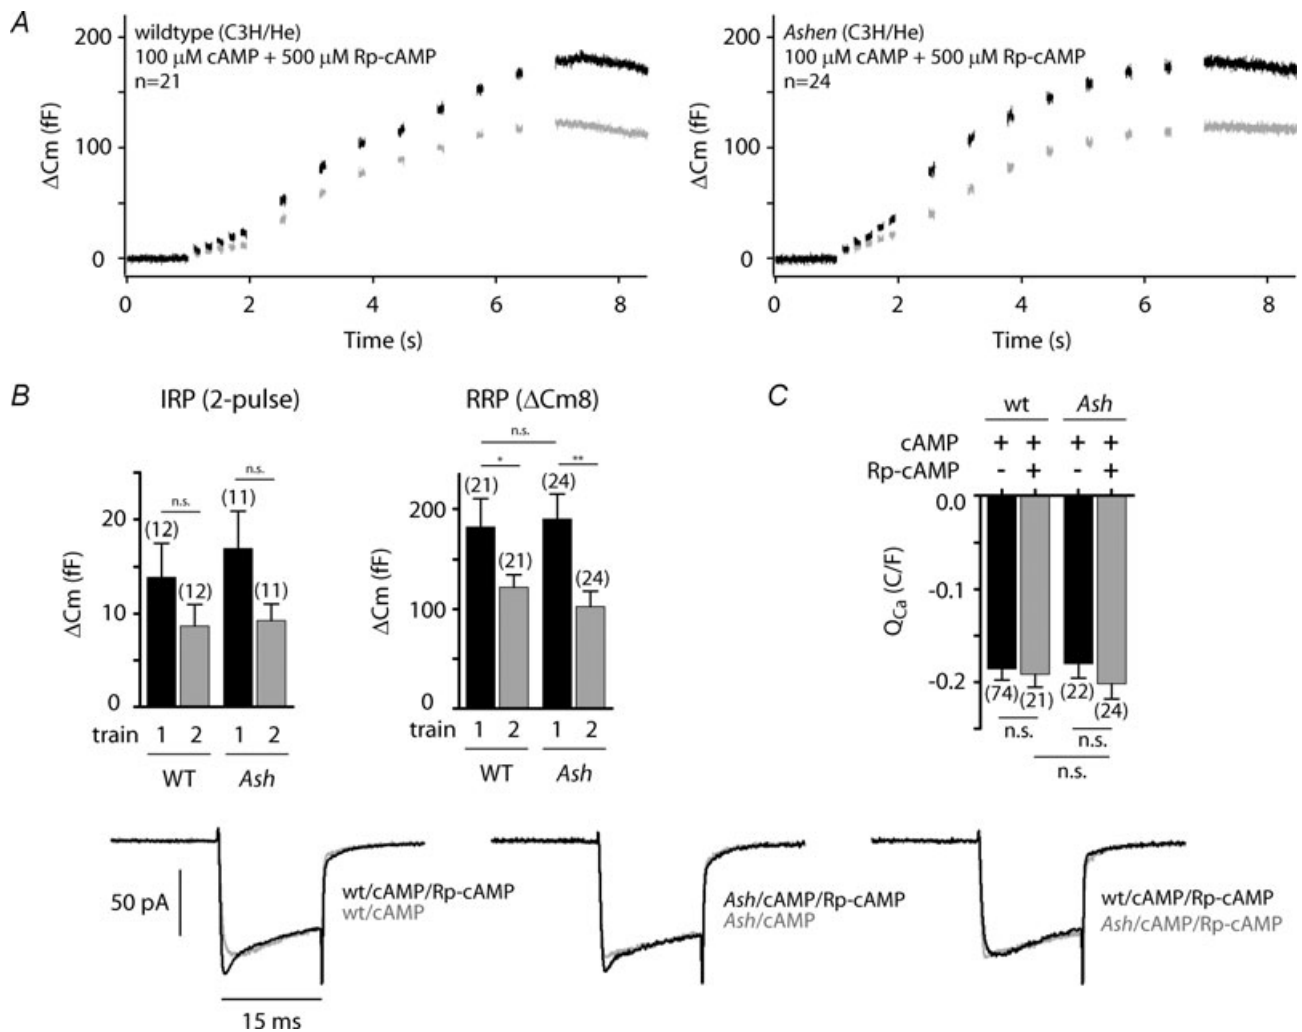 A
wildtype (C3H/He)
100 μM cAMP + 500 μM Rp-cAMP
n=21
200
100
0
ΔCm (fF)
0 2 4 6 8
Time (s)
Ashen (C3H/He)
100 μM cAMP + 500 μM Rp-cAMP
n=24
200
100
0
ΔCm (fF)
0 2 4 6 8
Time (s)
B
IRP (2-pulse)
n.s.
n.s.
(12) (12) (11) (11)
20
10
0
ΔCm (fF)
train 1 2 1 2
WT Ash
RRP (ΔCm8)
n.s.
* **
(21) (21) (24) (24)
200
100
0
ΔCm (fF)
1 2 1 2
WT Ash
C
wt Ash
cAMP + + + +
Rp-cAMP - + - +
0.0
-0.1
-0.2
QCa (C/F)
(74) (21) (22) (24)
n.s. n.s.
n.s.
50 pA
wt/cAMP/Rp-cAMP
wt/cAMP
15 ms
Ash/cAMP/Rp-cAMP
Ash/cAMP
wt/cAMP/Rp-cAMP
Ash/cAMP/Rp-cAMP